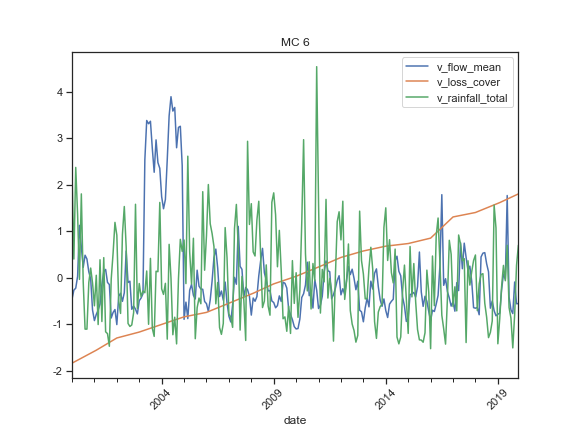 MC 6
v_flow_mean
v_loss_cover
v_rainfall_total
4
3
2
1
0
-1
-2
2004
2009
2014
2019
date